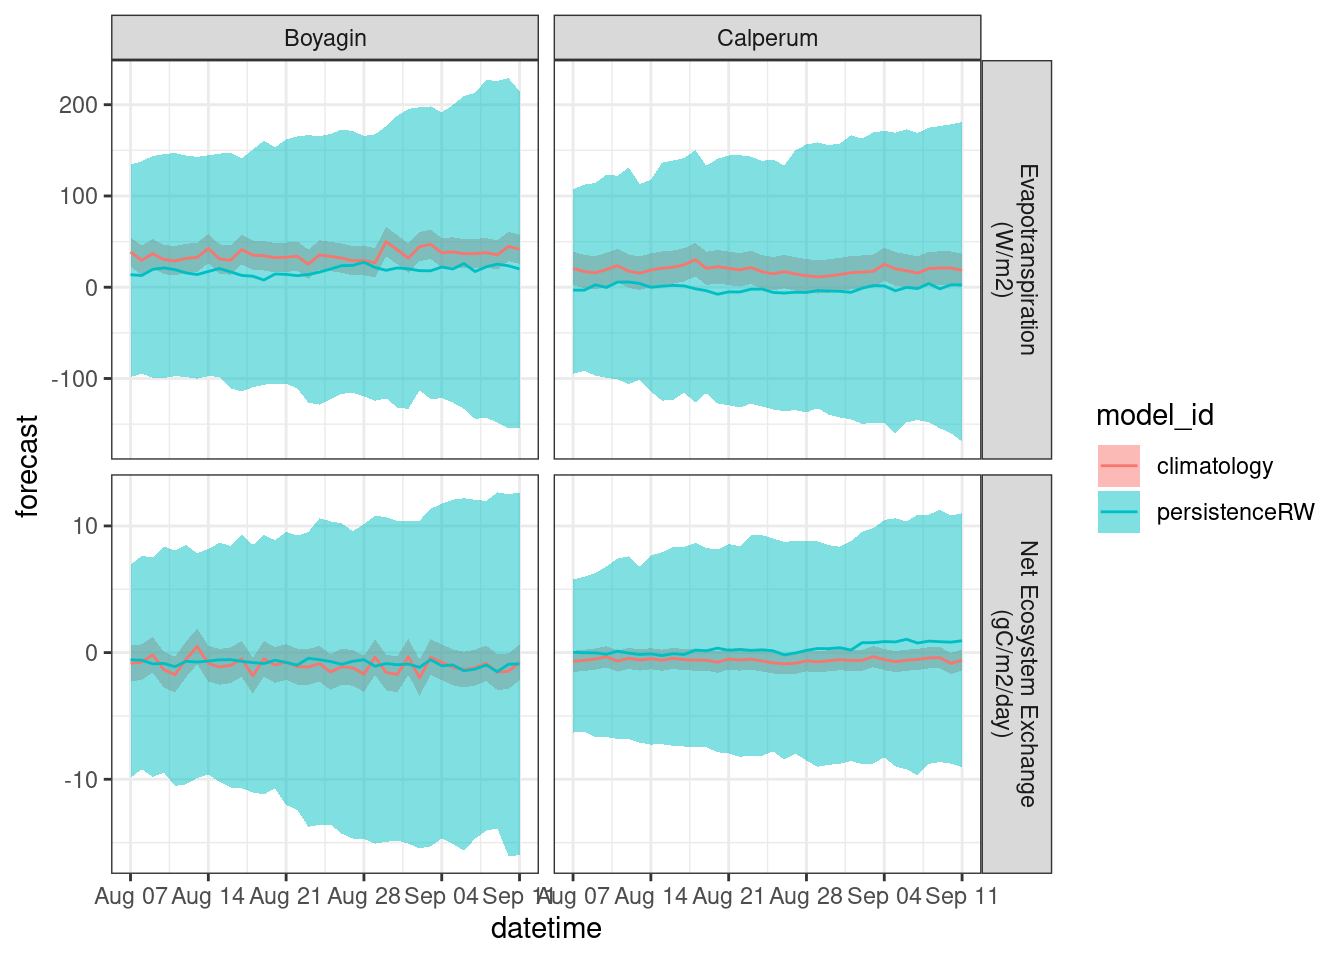 Boyagin
Calperum
200
100
0
-100
Evapotranspiration
(W/m2)
10
0
-10
Net Ecosystem Exchange
(gC/m2/day)
forecast
Aug 07 Aug 14 Aug 21 Aug 28 Sep 04 Sep 11
Aug 07 Aug 14 Aug 21 Aug 28 Sep 04 Sep 11
datetime
model_id
climatology
persistenceRW